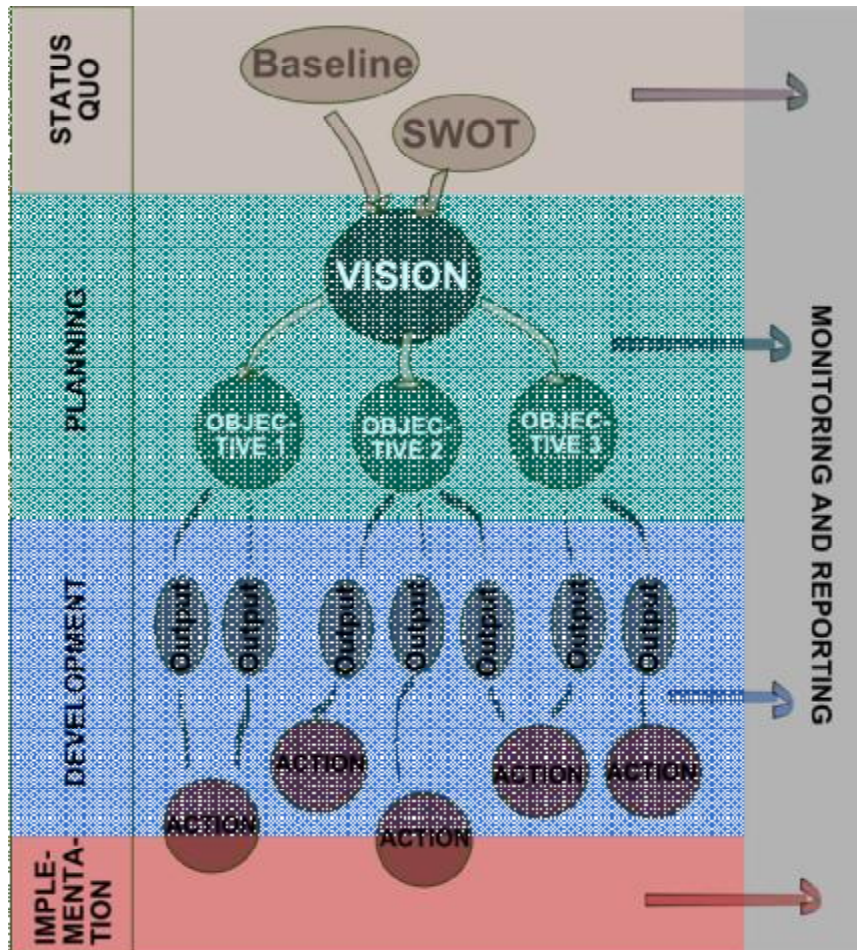 STATUS
QUO
Baseline
SWOT
VISION
PLANNING
OBJEC-
TIVE 1
OBJEC-
TIVE 2
OBJEC-
TIVE 3
MONITORING AND REPORTING
DEVELOPMENT
Output
Output
Output
Output
Output
Output
Output
ACTION
ACTION
ACTION
ACTION
ACTION
IMPLE-
MENTA-
TION